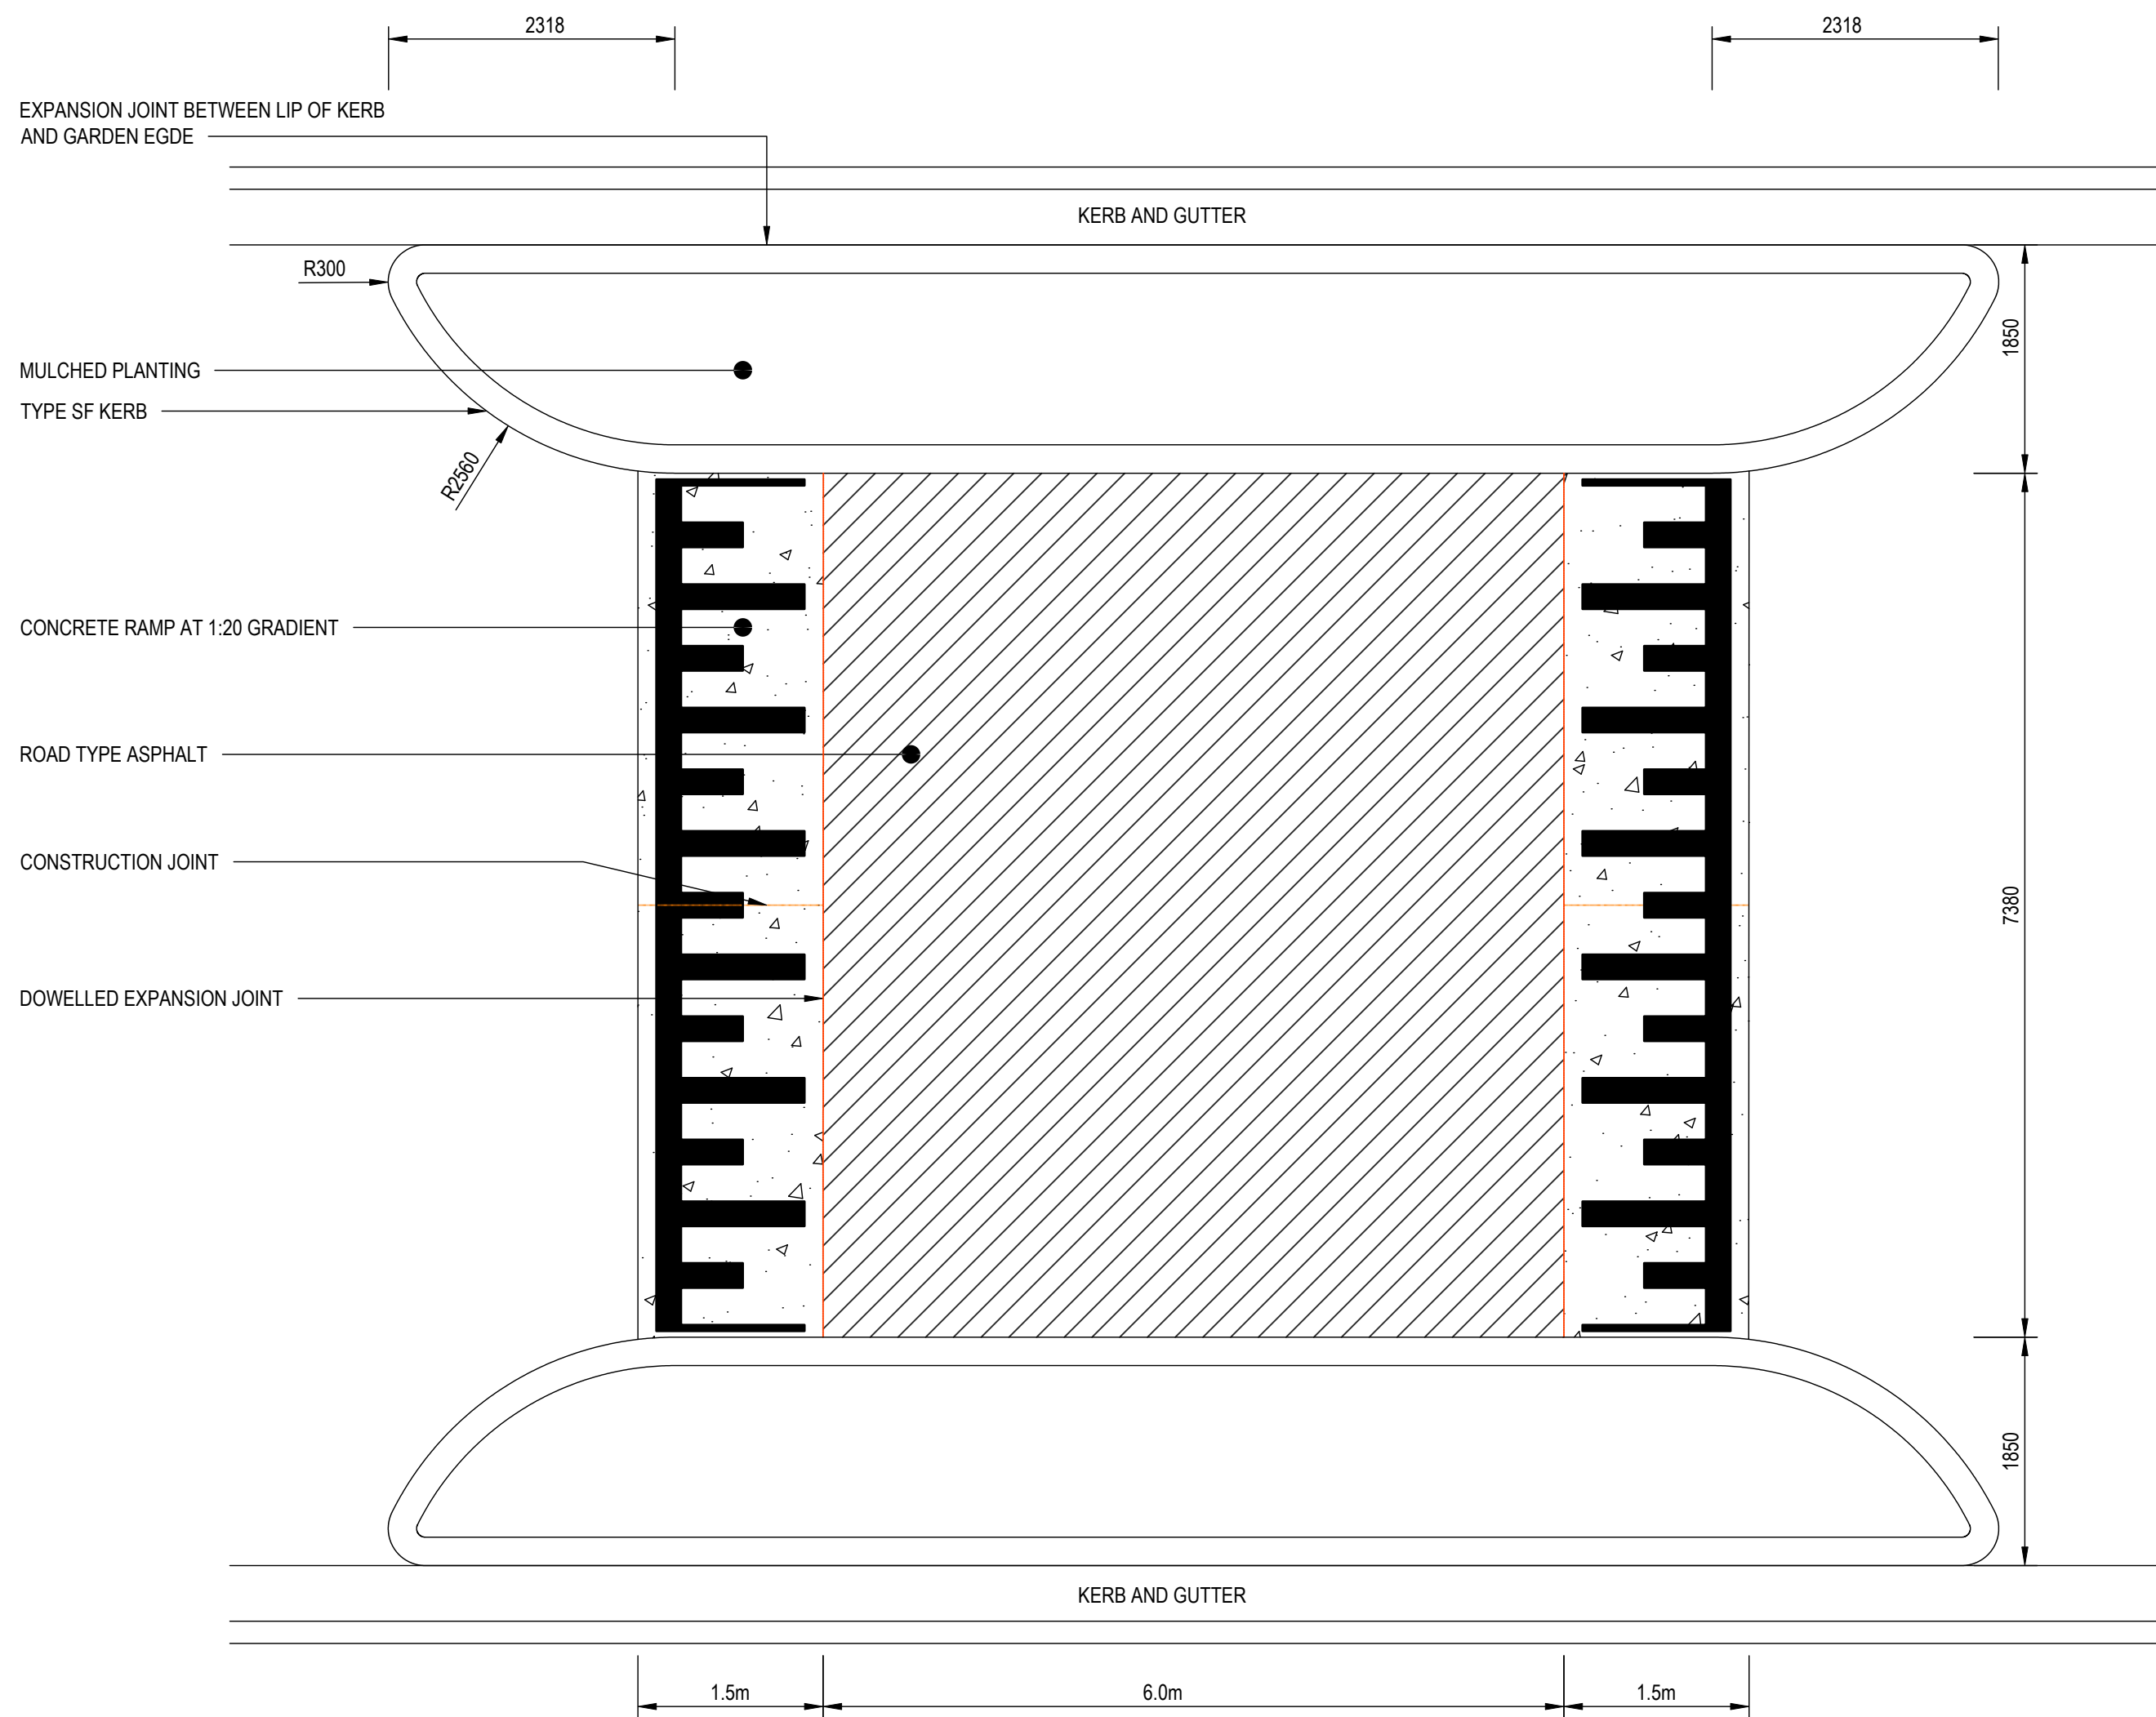 2318
2318
EXPANSION JOINT BETWEEN LIP OF KERB
AND GARDEN EGDE
KERB AND GUTTER
R300
1850
MULCHED PLANTING
TYPE SF KERB
R2560
CONCRETE RAMP AT 1:20 GRADIENT
ROAD TYPE ASPHALT
CONSTRUCTION JOINT
7380
DOWELLED EXPANSION JOINT
1850
KERB AND GUTTER
1.5m
6.0m
1.5m